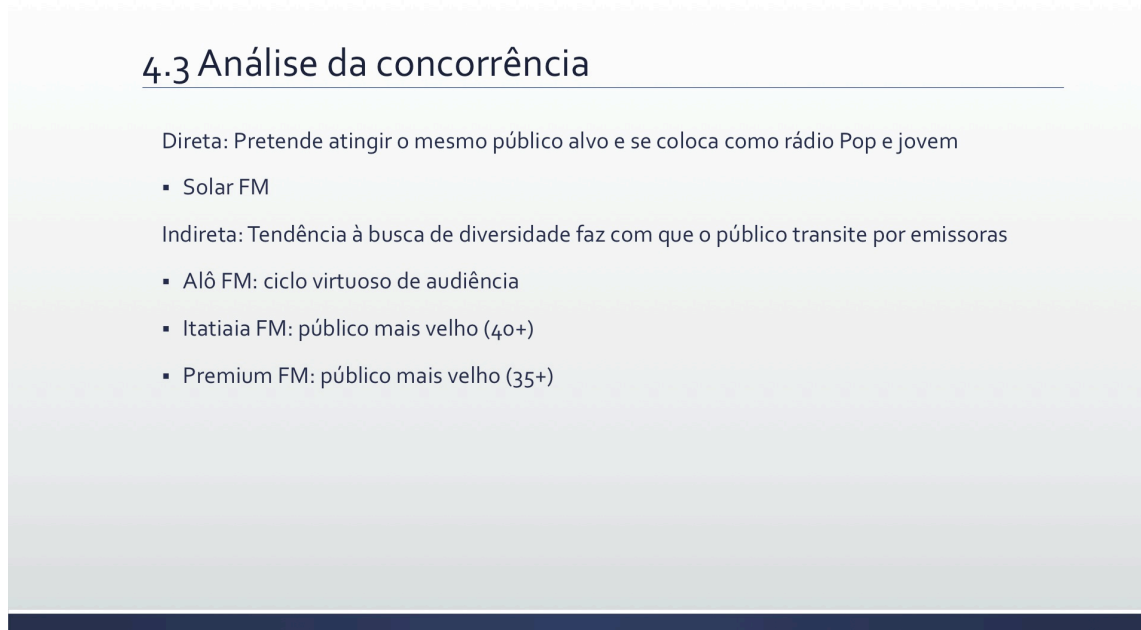 4.3 Análise da concorrência
Direta: Pretende atingir o mesmo público alvo e se coloca como rádio Pop e jovem
▪ Solar FM
Indireta: Tendência à busca de diversidade faz com que o público transite por emissoras
▪ Alô FM: ciclo virtuoso de audiência
▪ Itatiaia FM: público mais velho (40+)
▪ Premium FM: público mais velho (35+)